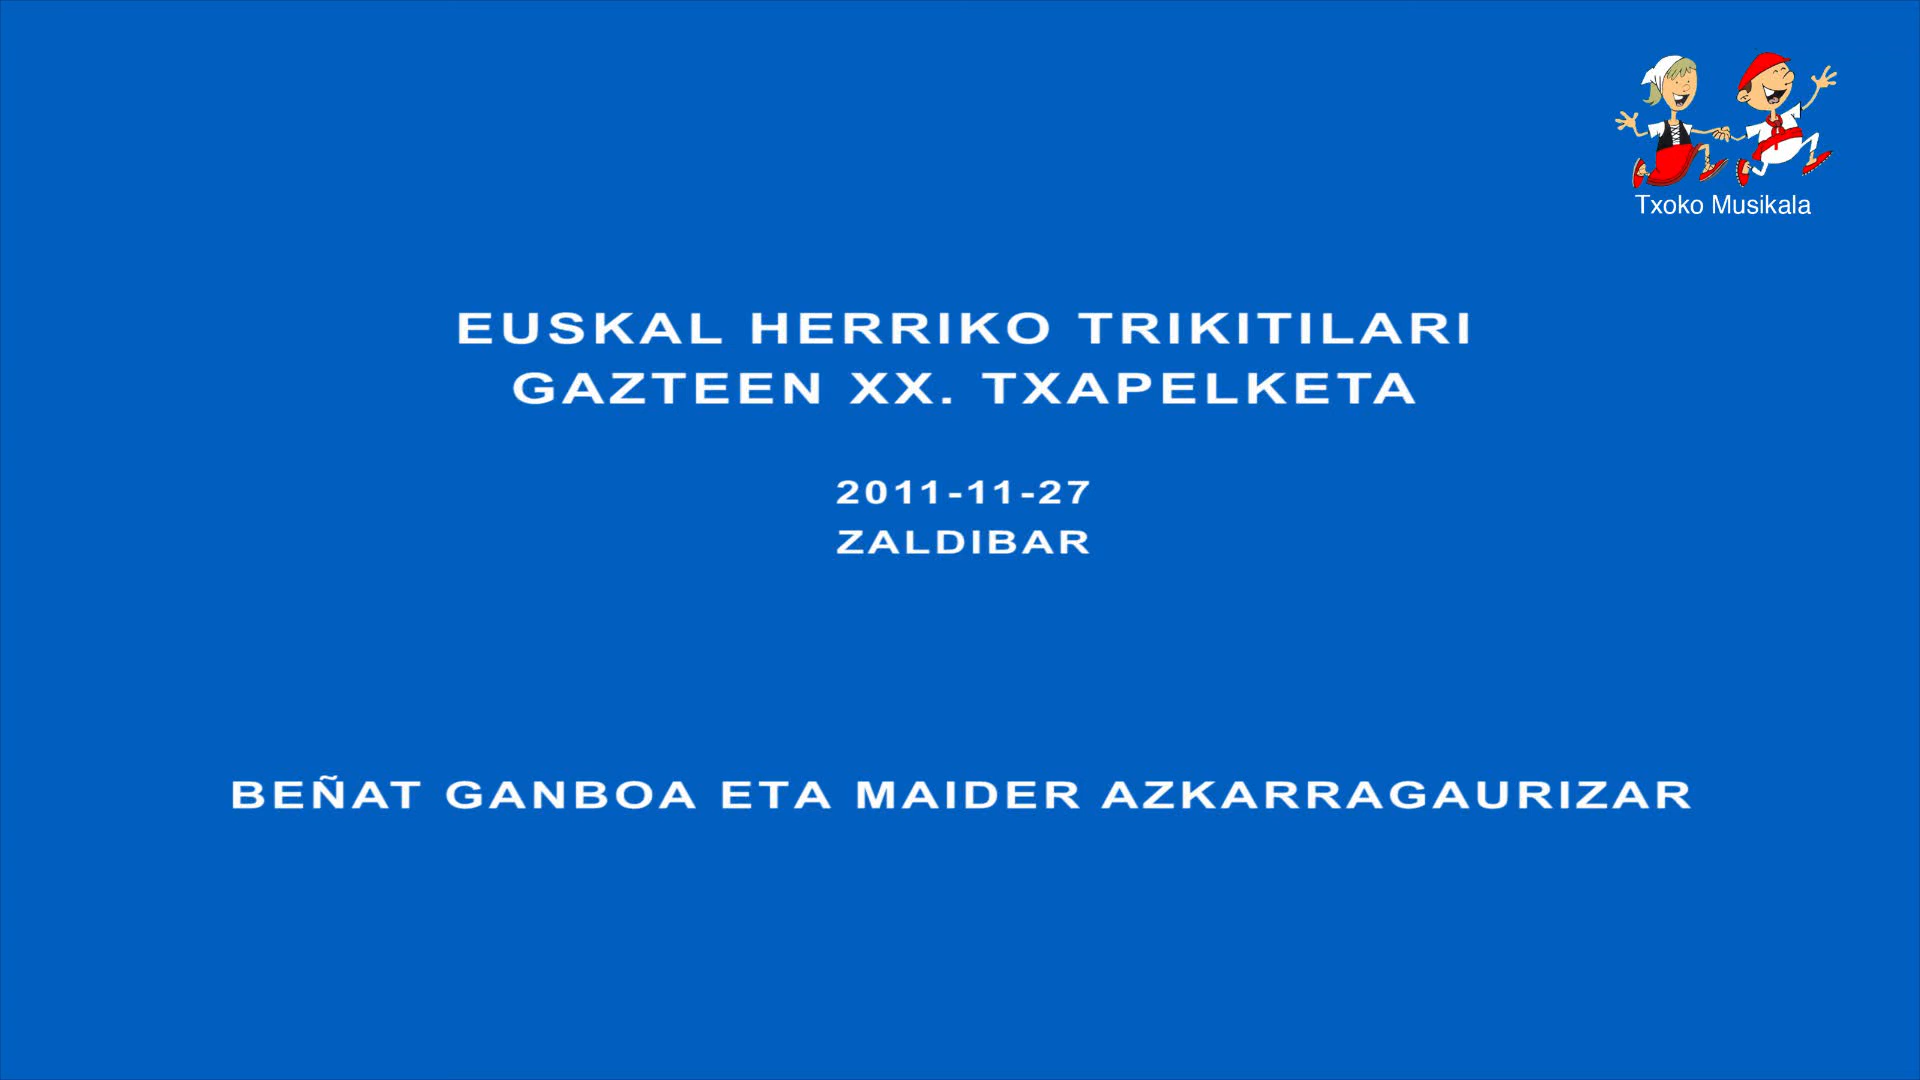 Txoko Musikala
EUSKAL HERRIKO TRIKITILARI
GAZTEEN XX. TXAPELKETA
2011-11-27
ZALDIBAR
BEÑAT GANBOA ETA MAIDER AZKARRAGAURIZAR